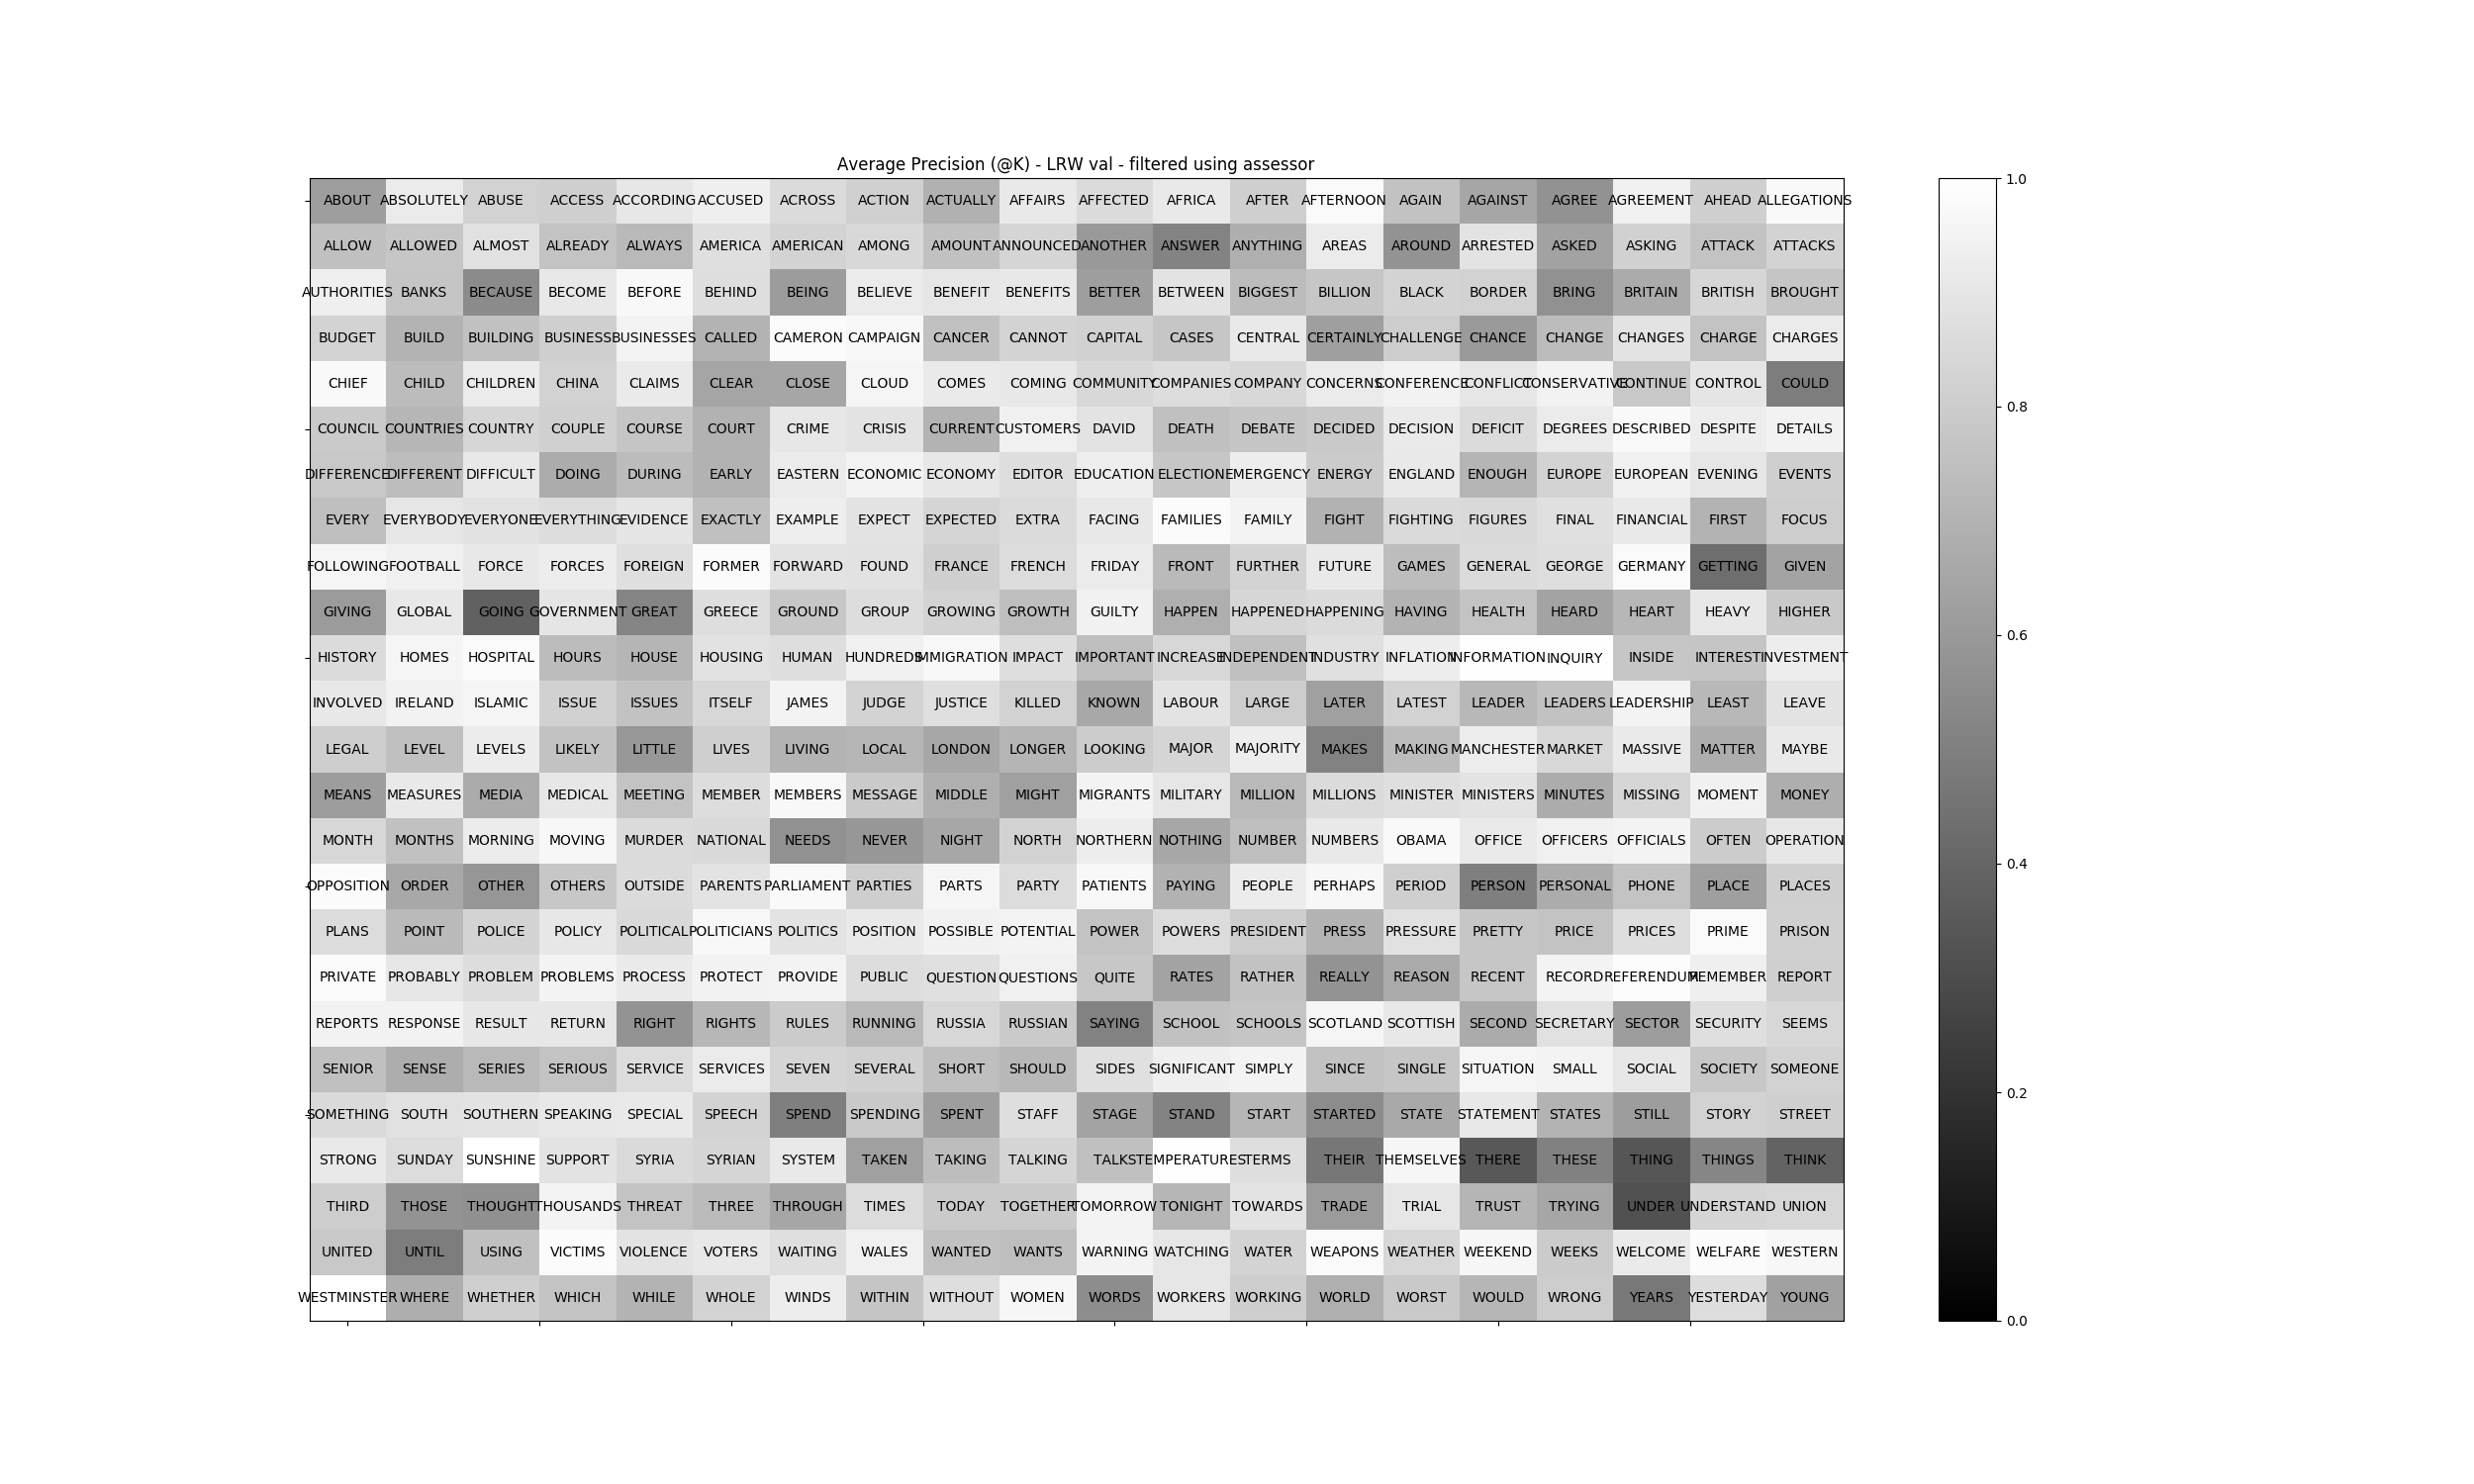 Average Precision (@K) - LRW val - filtered using assessor
ABOUT ABSOLUTELY ABUSE ACCESS ACCORDING ACCUSED ACROSS ACTION ACTUALLY AFFAIRS AFFECTED AFRICA AFTER AFTERNOON AGAIN AGAINST AGREE AGREEMENT AHEAD ALLEGATIONS 1.0
ALLOW ALLOWED ALMOST ALREADY ALWAYS AMERICA AMERICAN AMONG AMOUNT ANNOUNCED ANOTHER ANSWER ANYTHING AREAS AROUND ARRESTED ASKED ASKING ATTACK ATTACKS
AUTHORITIES BANKS BECAUSE BECOME BEFORE BEHIND BEING BELIEVE BENEFIT BENEFITS BETTER BETWEEN BIGGEST BILLION BLACK BORDER BRING BRITAIN BRITISH BROUGHT
BUDGET BUILD BUILDING BUSINESS BUSINESSES CALLED CAMERON CAMPAIGN CANCER CANNOT CAPITAL CASES CENTRAL CERTAINLY CHALLENGE CHANCE CHANGE CHANGES CHARGE CHARGES
CHIEF CHILD CHILDREN CHINA CLAIMS CLEAR CLOSE CLOUD COMES COMING COMMUNITY COMPANIES COMPANY CONCERNS CONFERENCE CONFLICT CONSERVATIVE CONTINUE CONTROL COULD 0.8
COUNCIL COUNTRIES COUNTRY COUPLE COURSE COURT CRIME CRISIS CURRENT CUSTOMERS DAVID DEATH DEBATE DECIDED DECISION DEFICIT DEGREES DESCRIBED DESPITE DETAILS
DIFFERENCE DIFFERENT DIFFICULT DOING DURING EARLY EASTERN ECONOMIC ECONOMY EDITOR EDUCATION ELECTION EMERGENCY ENERGY ENGLAND ENOUGH EUROPE EUROPEAN EVENING EVENTS
EVERY EVERYBODY EVERYONE EVERYTHING EVIDENCE EXACTLY EXAMPLE EXPECT EXPECTED EXTRA FACING FAMILIES FAMILY FIGHT FIGHTING FIGURES FINAL FINANCIAL FIRST FOCUS
FOLLOWING FOOTBALL FORCE FORCES FOREIGN FORMER FORWARD FOUND FRANCE FRENCH FRIDAY FRONT FURTHER FUTURE GAMES GENERAL GEORGE GERMANY GETTING GIVEN
GIVING GLOBAL GOING GOVERNMENT GREAT GREECE GROUND GROUP GROWING GROWTH GUILTY HAPPEN HAPPENED HAPPENING HAVING HEALTH HEARD HEART HEAVY HIGHER 0.6
HISTORY HOMES HOSPITAL HOURS HOUSE HOUSING HUMAN HUNDREDS IMMIGRATION IMPACT IMPORTANT INCREASE INDEPENDENT INDUSTRY INFLATION INFORMATION INQUIRY INSIDE INTEREST INVESTMENT
INVOLVED IRELAND ISLAMIC ISSUE ISSUES ITSELF JAMES JUDGE JUSTICE KILLED KNOWN LABOUR LARGE LATER LATEST LEADER LEADERS LEADERSHIP LEAST LEAVE
LEGAL LEVEL LEVELS LIKELY LITTLE LIVES LIVING LOCAL LONDON LONGER LOOKING MAJOR MAJORITY MAKES MAKING MANCHESTER MARKET MASSIVE MATTER MAYBE
MEANS MEASURES MEDIA MEDICAL MEETING MEMBER MEMBERS MESSAGE MIDDLE MIGHT MIGRANTS MILITARY MILLION MILLIONS MINISTER MINISTERS MINUTES MISSING MOMENT MONEY
MONTH MONTHS MORNING MOVING MURDER NATIONAL NEEDS NEVER NIGHT NORTH NORTHERN NOTHING NUMBER NUMBERS OBAMA OFFICE OFFICERS OFFICIALS OFTEN OPERATION 0.4
OPPOSITION ORDER OTHER OTHERS OUTSIDE PARENTS PARLIAMENT PARTIES PARTS PARTY PATIENTS PAYING PEOPLE PERHAPS PERIOD PERSON PERSONAL PHONE PLACE PLACES
PLANS POINT POLICE POLICY POLITICAL POLITICIANS POLITICS POSITION POSSIBLE POTENTIAL POWER POWERS PRESIDENT PRESS PRESSURE PRETTY PRICE PRICES PRIME PRISON
PRIVATE PROBABLY PROBLEM PROBLEMS PROCESS PROTECT PROVIDE PUBLIC QUESTION QUESTIONS QUITE RATES RATHER REALLY REASON RECENT RECORD REFERENDUM REMEMBER REPORT
REPORTS RESPONSE RESULT RETURN RIGHT RIGHTS RULES RUNNING RUSSIA RUSSIAN SAYING SCHOOL SCHOOLS SCOTLAND SCOTTISH SECOND SECRETARY SECTOR SECURITY SEEMS
SENIOR SENSE SERIES SERIOUS SERVICE SERVICES SEVEN SEVERAL SHORT SHOULD SIDES SIGNIFICANT SIMPLY SINCE SINGLE SITUATION SMALL SOCIAL SOCIETY SOMEONE 0.2
SOMETHING SOUTH SOUTHERN SPEAKING SPECIAL SPEECH SPEND SPENDING SPENT STAFF STAGE STAND START STARTED STATE STATEMENT STATES STILL STORY STREET
STRONG SUNDAY SUNSHINE SUPPORT SYRIA SYRIAN SYSTEM TAKEN TAKING TALKING TALKS TEMPERATURES TERMS THEIR THEMSELVES THERE THESE THING THINGS THINK
THIRD THOSE THOUGHT THOUSANDS THREAT THREE THROUGH TIMES TODAY TOGETHER TOMORROW TONIGHT TOWARDS TRADE TRIAL TRUST TRYING UNDER UNDERSTAND UNION
UNITED UNTIL USING VICTIMS VIOLENCE VOTERS WAITING WALES WANTED WANTS WARNING WATCHING WATER WEAPONS WEATHER WEEKEND WEEKS WELCOME WELFARE WESTERN
WESTMINSTER WHERE WHETHER WHICH WHILE WHOLE WINDS WITHIN WITHOUT WOMEN WORDS WORKERS WORKING WORLD WORST WOULD WRONG YEARS YESTERDAY YOUNG 0.0